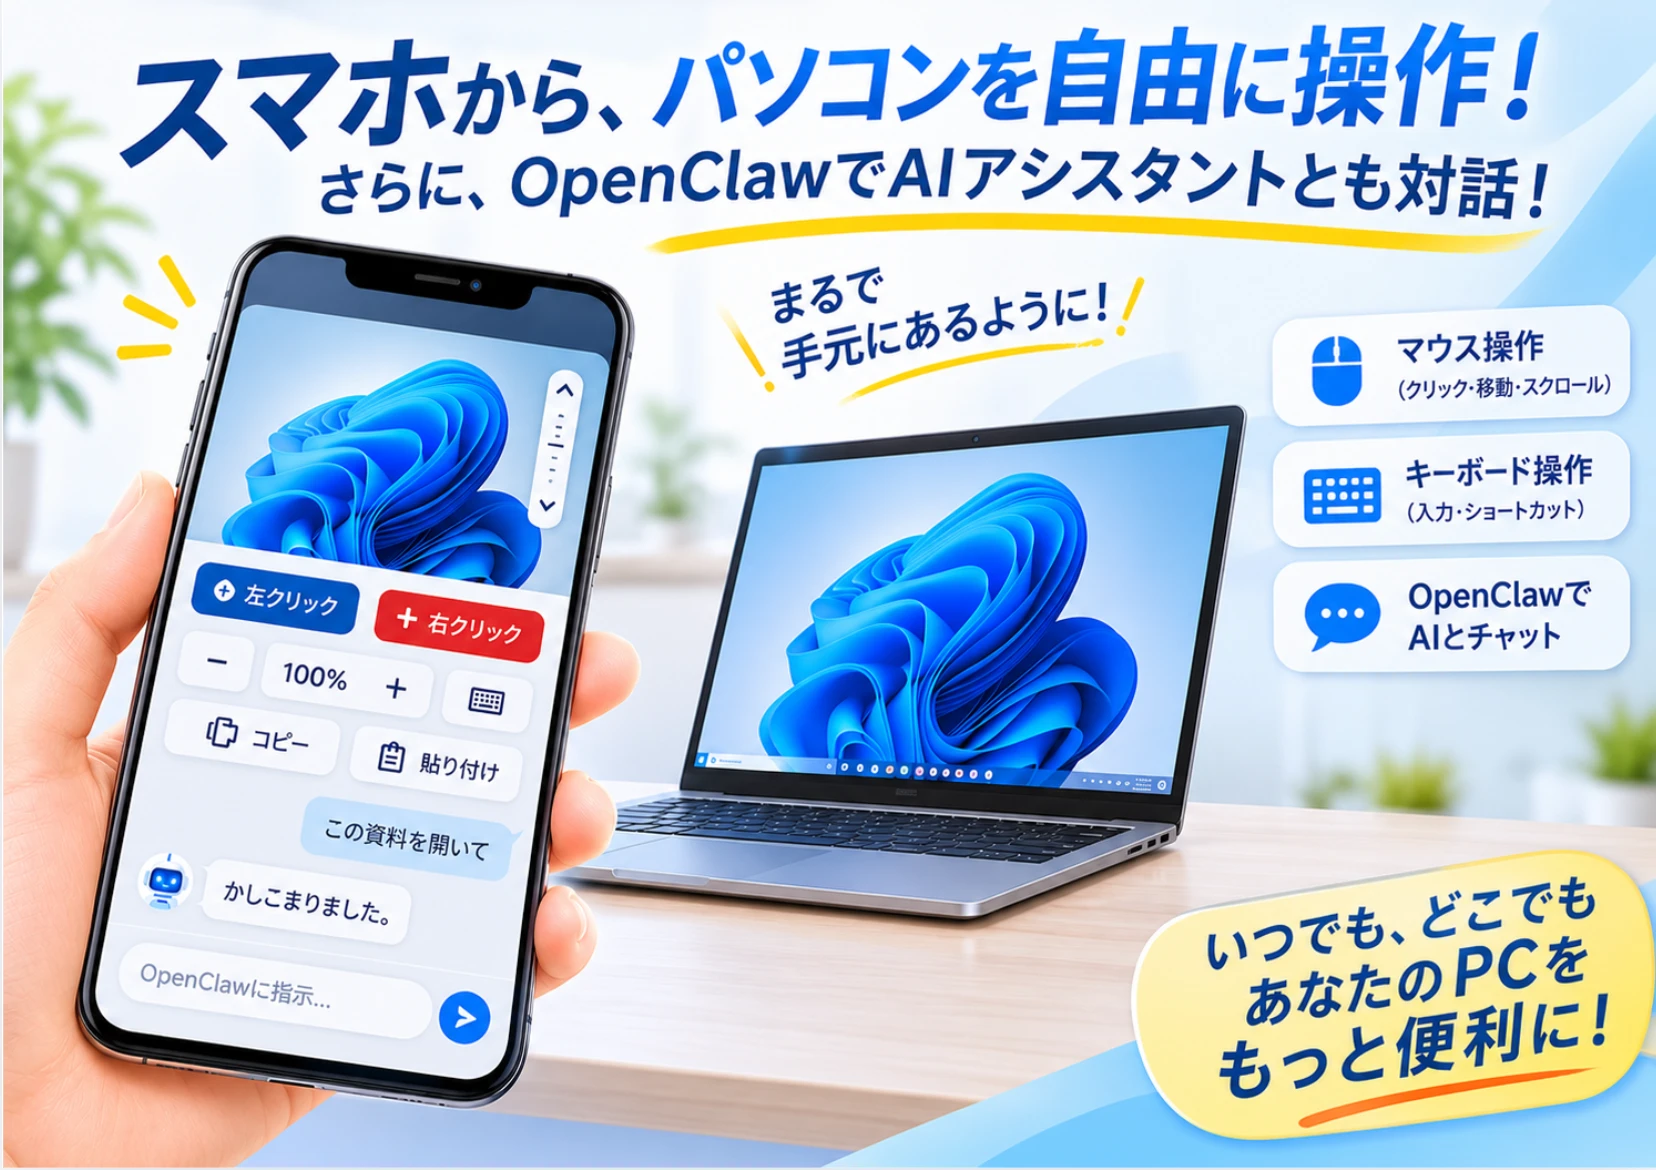 スマホから、パソコンを自由に操作！
さらに、OpenClawでAIアシスタントとも対話！
まるで
手元にあるように！
マウス操作
（クリック・移動・スクロール）
キーボード操作
（入力・ショートカット）
OpenClawで
AIとチャット
左クリック
右クリック
100%
コピー
貼り付け
この資料を開いて
かしこまりました。
OpenClawに指示...
いつでも、どこでも
あなたのPCを
もっと便利に！